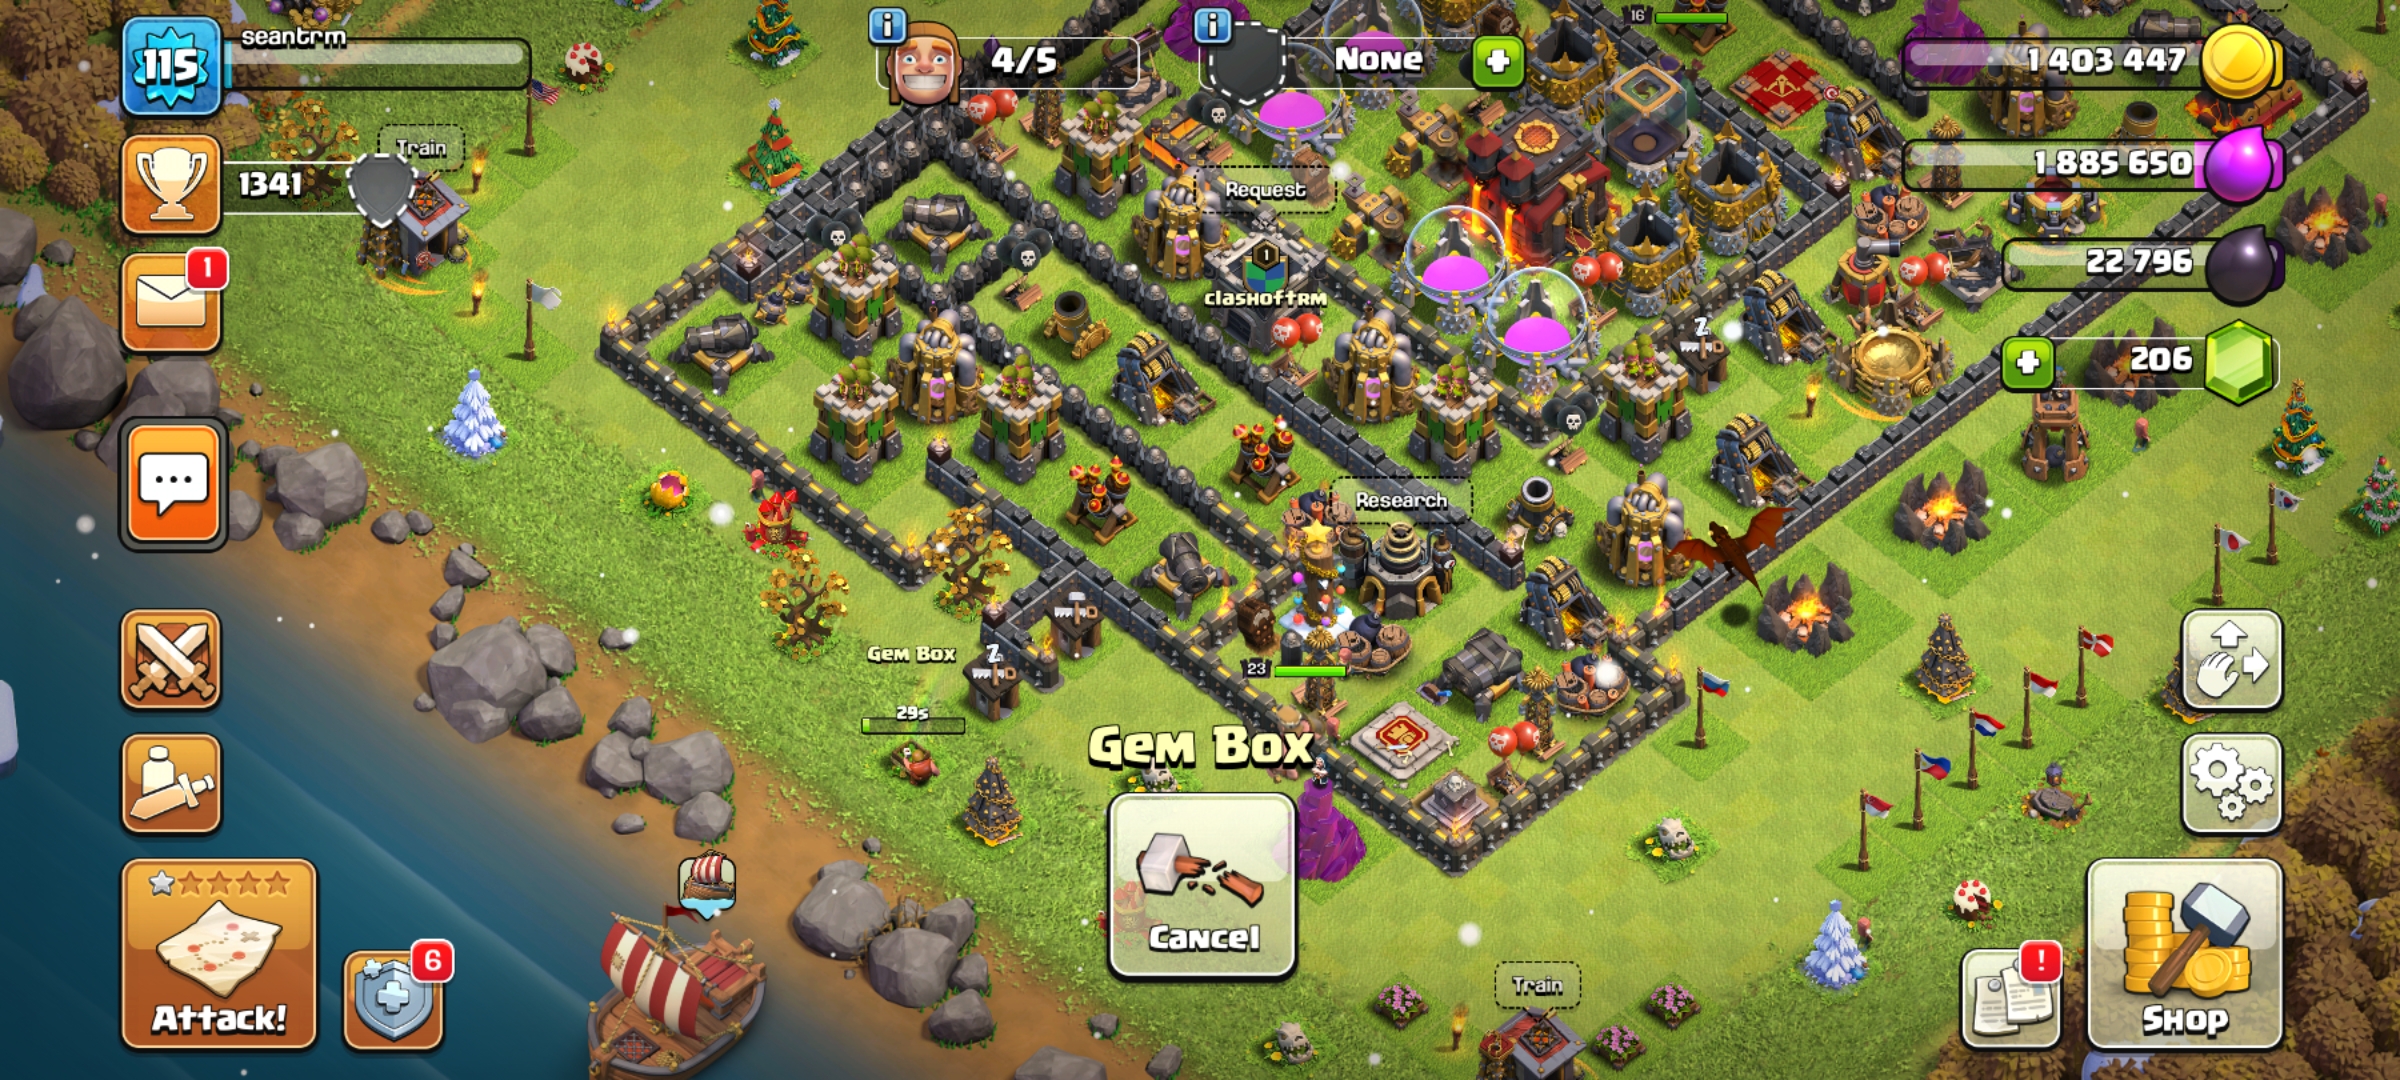 seantrm
115
4/5
None
16
1 403 447
Train
1341
1 885 650
Request
1
22 796
1
clashoftrm
206
Z
Research
Gem Box
Z
23
29s
Gem Box
Cancel
6
Attack!
Train
!
Shop